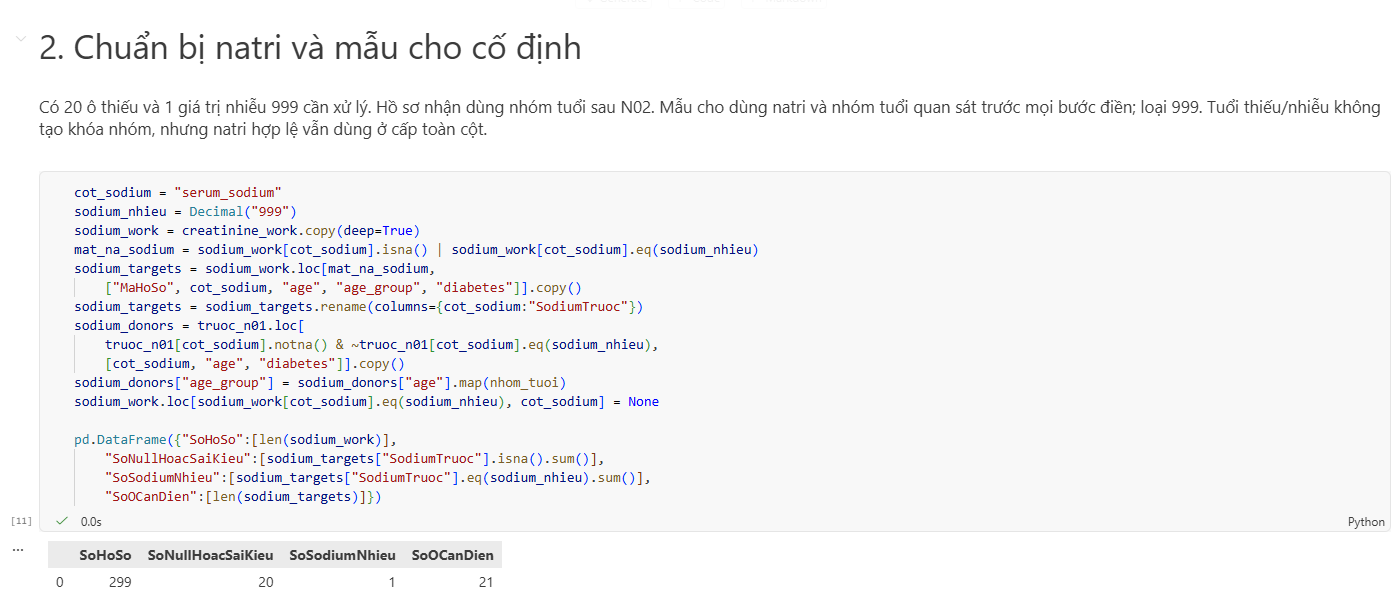 2. Chuẩn bị natri và mẫu cho cố định
Có 20 ô thiếu và 1 giá trị nhiễu 999 cần xử lý. Hồ sơ nhận dùng nhóm tuổi sau N02. Mẫu cho dùng natri và nhóm tuổi quan sát trước mọi bước điền; loại 999. Tuổi thiếu/nhiễu không
tạo khóa nhóm, nhưng natri hợp lệ vẫn dùng ở cấp toàn cột.
cot_sodium = "serum_sodium"
sodium_nhieu = Decimal("999")
sodium_work = creatinine_work.copy(deep=True)
mat_na_sodium = sodium_work[cot_sodium].isna() | sodium_work[cot_sodium].eq(sodium_nhieu)
sodium_targets = sodium_work.loc[mat_na_sodium,
    ["MaHoSo", cot_sodium, "age", "age_group", "diabetes"]].copy()
sodium_targets = sodium_targets.rename(columns={cot_sodium:"SodiumTruoc"})
sodium_donors = truoc_n01.loc[
    truoc_n01[cot_sodium].notna() & ~truoc_n01[cot_sodium].eq(sodium_nhieu),
    [cot_sodium, "age", "diabetes"]].copy()
sodium_donors["age_group"] = sodium_donors["age"].map(nhom_tuoi)
sodium_work.loc[sodium_work[cot_sodium].eq(sodium_nhieu), cot_sodium] = None
pd.DataFrame({"SoHoSo":[len(sodium_work)],
    "SoNullHoacSaiKieu":[sodium_targets["SodiumTruoc"].isna().sum()],
    "SoSodiumNhieu":[sodium_targets["SodiumTruoc"].eq(sodium_nhieu).sum()],
    "SoOCanDien":[len(sodium_targets)]})
[11] ✓ 0.0s Python
... SoHoSo SoNullHoacSaiKieu SoSodiumNhieu SoOCanDien
0 299 20 1 21